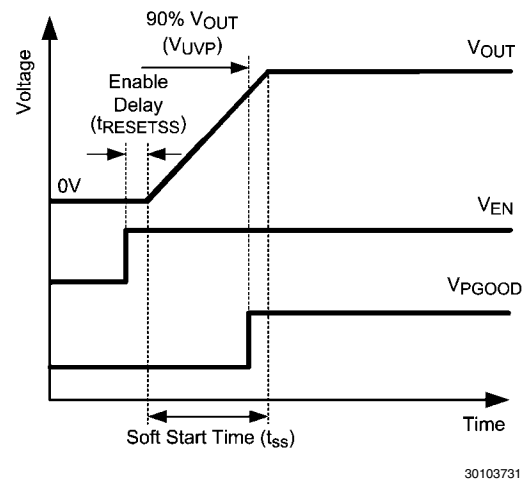 90% VOUT
(VUVP)
VOUT
Enable
Delay
(tRESETSS)
Voltage
0V
VEN
VPGOOD
Time
Soft Start Time (tss)
30103731